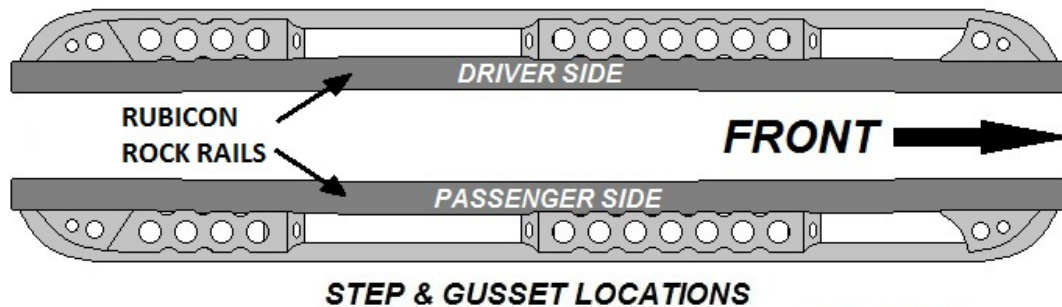 DRIVER SIDE
RUBICON
ROCK RAILS
FRONT
PASSENGER SIDE
STEP & GUSSET LOCATIONS